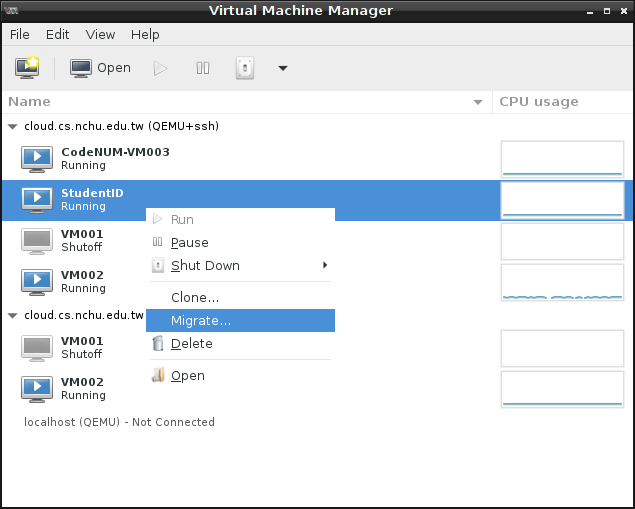 Virtual Machine Manager
File Edit View Help
Open
Name CPU usage
cloud.cs.nchu.edu.tw (QEMU+ssh)
CodeNUM-VM003
Running
StudentID
Running
Run
Pause
VM001
Shutoff
Shut Down
VM002
Running
Clone...
cloud.cs.nchu.edu.tw
Migrate...
VM001
Shutoff
Delete
VM002
Running
Open
localhost (QEMU) - Not Connected